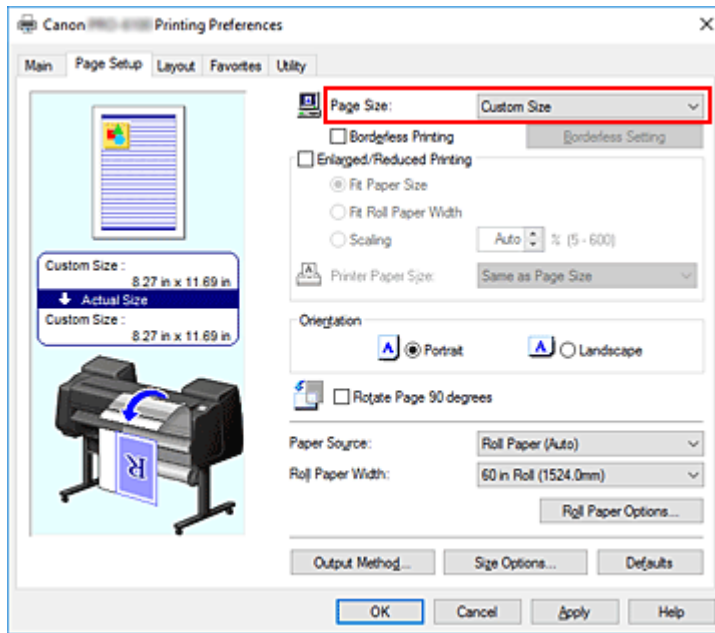 Canon Printing Preferences
Main Page Setup Layout Favorites Utility
Page Size: Custom Size
Borderless Printing Borderless Setting
Enlarged/Reduced Printing
Fit Paper Size
Fit Roll Paper Width
Scaling Auto % (5 - 600)
Printer Paper Size: Same as Page Size
Custom Size :
8.27 in x 11.69 in
Actual Size
Custom Size :
8.27 in x 11.69 in
Orientation
A Portrait A Landscape
Rotate Page 90 degrees
Paper Source: Roll Paper (Auto)
Roll Paper Width: 60 in Roll (1524.0mm)
Roll Paper Options...
R
Output Method... Size Options... Defaults
OK Cancel Apply Help